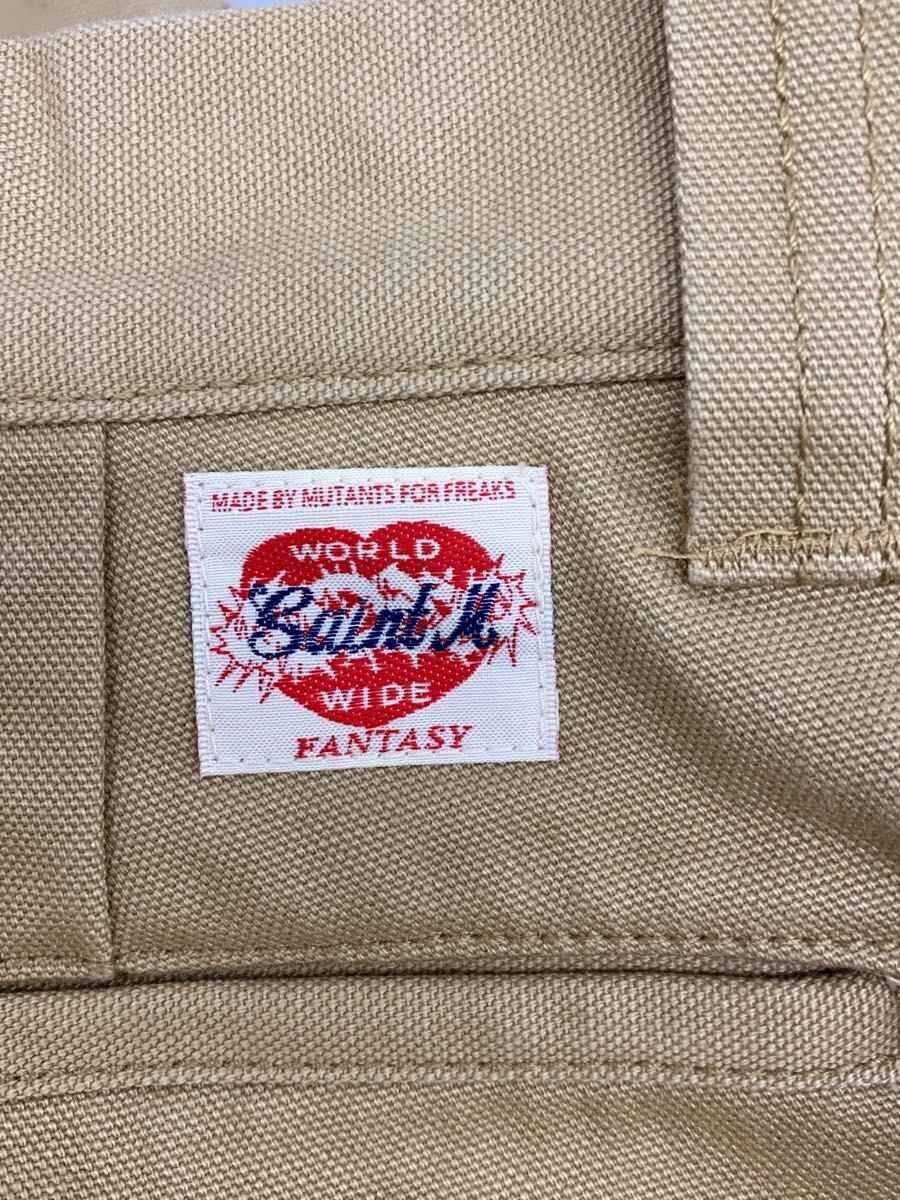 MADE BY MUTANTS FOR FREAKS
WORLD
Saint M
WIDE
FANTASY